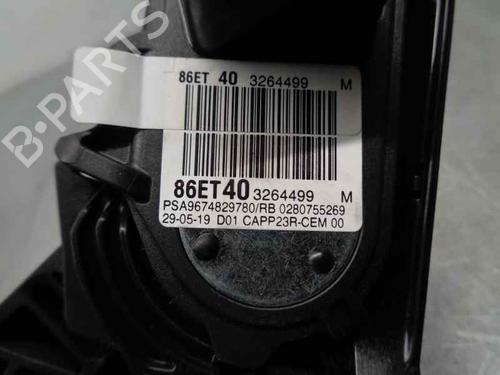 86ET 40 3264499 M
86ET40 3264499 M
PSA9674829780/RB 0280755269
29-05-19 D01 CAPP23R-CEM 00
B-PARTS